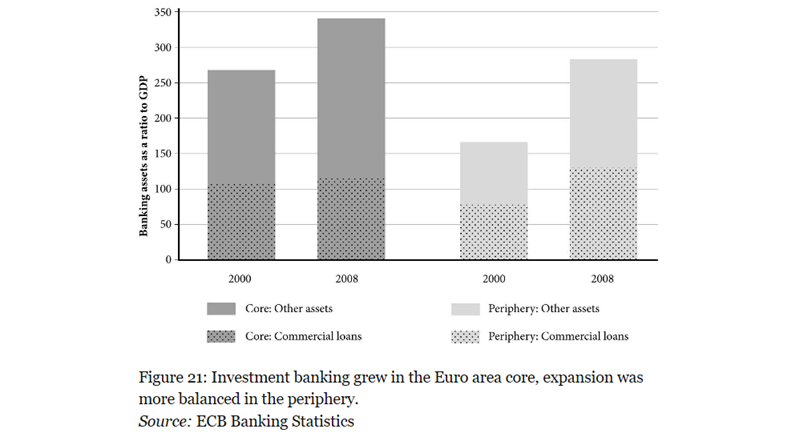 350
300
250
200
150
100
50
0
Banking assets as a ratio to GDP
2000
2008
2000
2008
Core: Other assets
Periphery: Other assets
Core: Commercial loans
Periphery: Commercial loans
Figure 21: Investment banking grew in the Euro area core, expansion was
more balanced in the periphery.
Source: ECB Banking Statistics